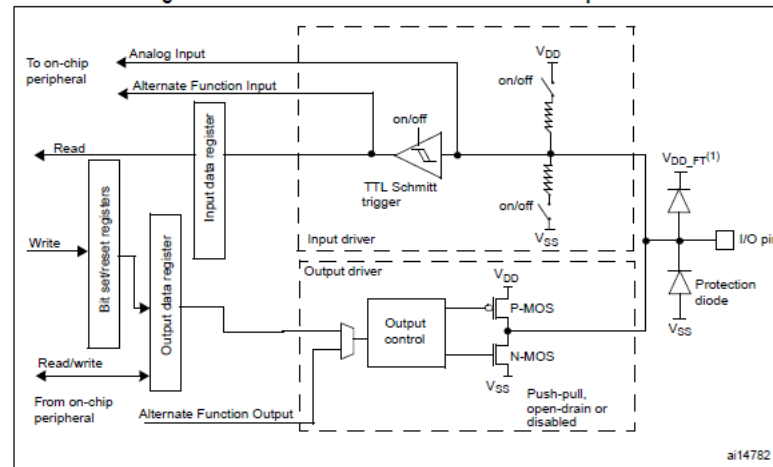 Analog Input
To on-chip
peripheral
Alternate Function Input
Read
Input data register
on/off
TTL Schmitt
trigger
VDD
on/off
on/off
VSS
Input driver
VDD_FT(1)
I/O pin
Protection
diode
VSS
Write
Bit set/reset registers
Output data register
Read/write
From on-chip
peripheral
Alternate Function Output
Output driver
Output
control
VDD
P-MOS
N-MOS
VSS
Push-pull,
open-drain or
disabled
ai14782